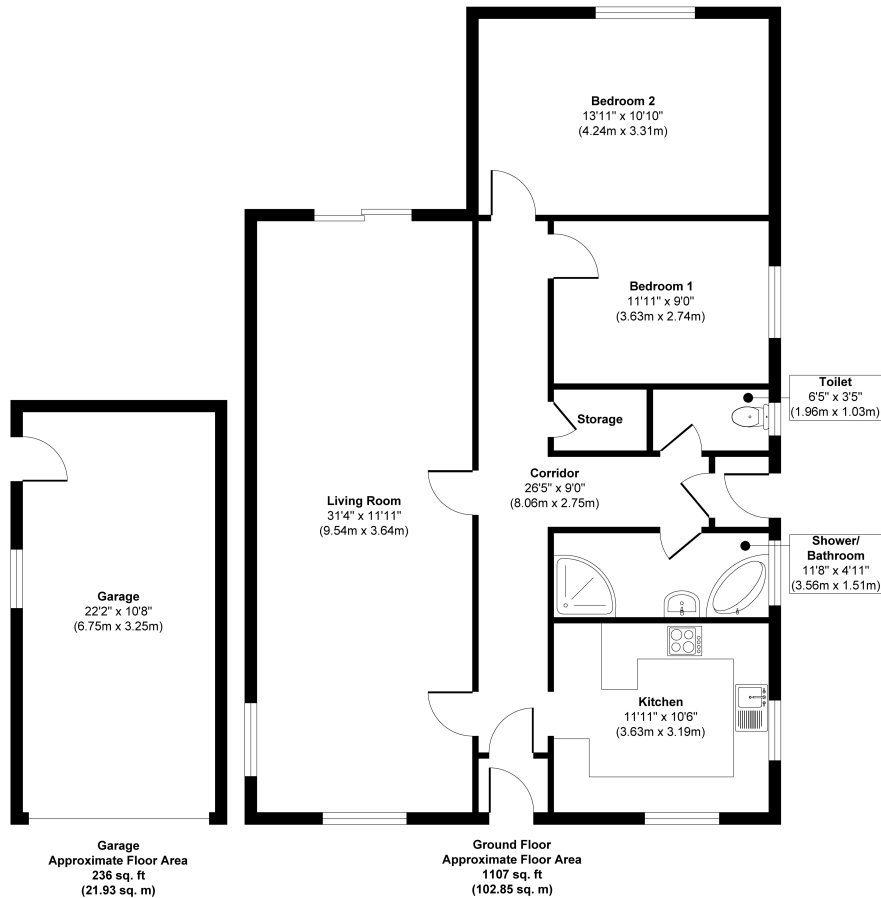 Bedroom 2
13'11" x 10'10"
(4.24m x 3.31m)
Bedroom 1
11'11" x 9'0"
(3.63m x 2.74m)
Toilet
6'5" x 3'5"
(1.96m x 1.03m)
Storage
Corridor
26'5" x 9'0"
(8.06m x 2.75m)
Living Room
31'4" x 11'11"
(9.54m x 3.64m)
Shower/
Bathroom
11'8" x 4'11"
(3.56m x 1.51m)
Garage
22'2" x 10'8"
(6.75m x 3.25m)
Kitchen
11'11" x 10'6"
(3.63m x 3.19m)
Garage
Approximate Floor Area
236 sq. ft
(21.93 sq. m)
Ground Floor
Approximate Floor Area
1107 sq. ft
(102.85 sq. m)